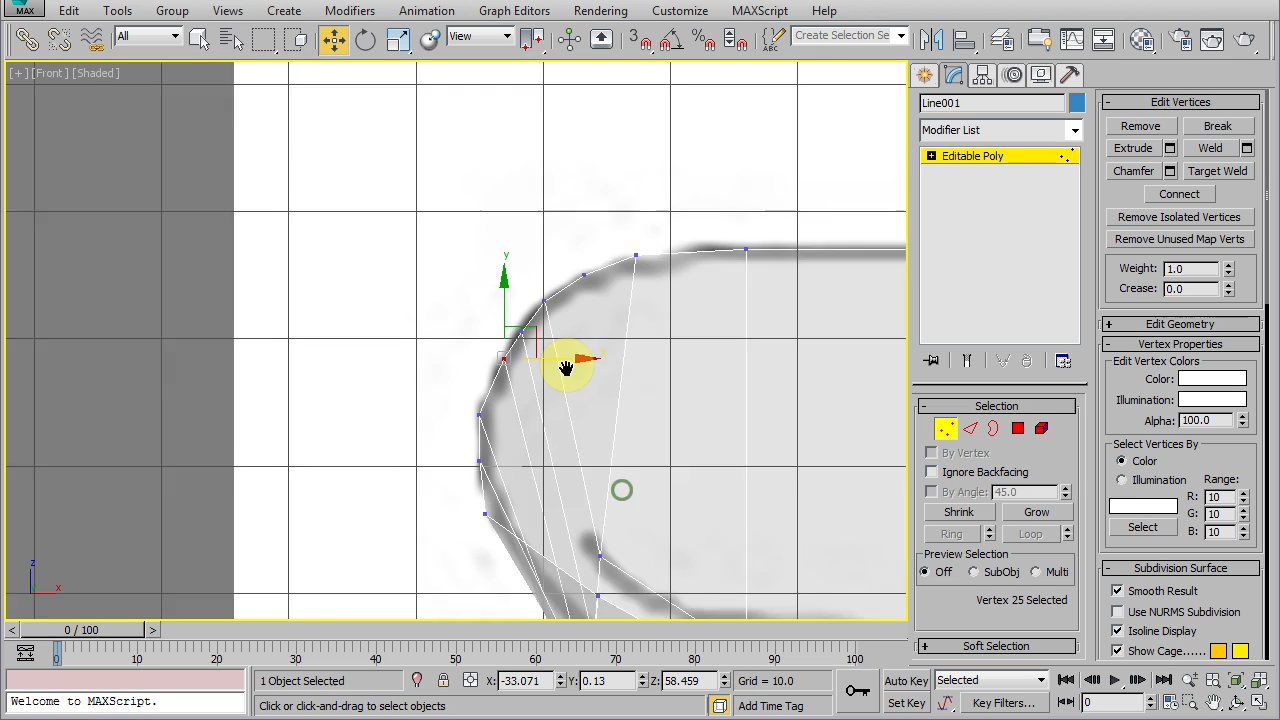 MAX Edit Tools Group Views Create Modifiers Animation Graph Editors Rendering Customize MAXScript Help
All View 3 Create Selection Se
[+][Front][Shaded]
y
x
z
x
Line001
Modifier List
Editable Poly
Selection
By Vertex
Ignore Backfacing
By Angle: 45.0
Shrink Grow
Ring Loop
Preview Selection
Off SubObj Multi
Vertex 25 Selected
Soft Selection
Edit Vertices
Remove Break
Extrude Weld
Chamfer Target Weld
Connect
Remove Isolated Vertices
Remove Unused Map Verts
Weight: 1.0
Crease: 0.0
Edit Geometry
Vertex Properties
Edit Vertex Colors
Color:
Illumination:
Alpha: 100.0
Select Vertices By
Color
Illumination Range:
R: 10
G: 10
Select B: 10
Subdivision Surface
Smooth Result
Use NURMS Subdivision
Isoline Display
Show Cage......
< 0 / 100 >
0 10 20 30 40 50 60 70 80 90 100
1 Object Selected X: -33.071 Y: 0.13 Z: 58.459 Grid = 10.0 Auto Key Selected
Welcome to MAXScript. Click or click-and-drag to select objects Add Time Tag Set Key Key Filters... 0